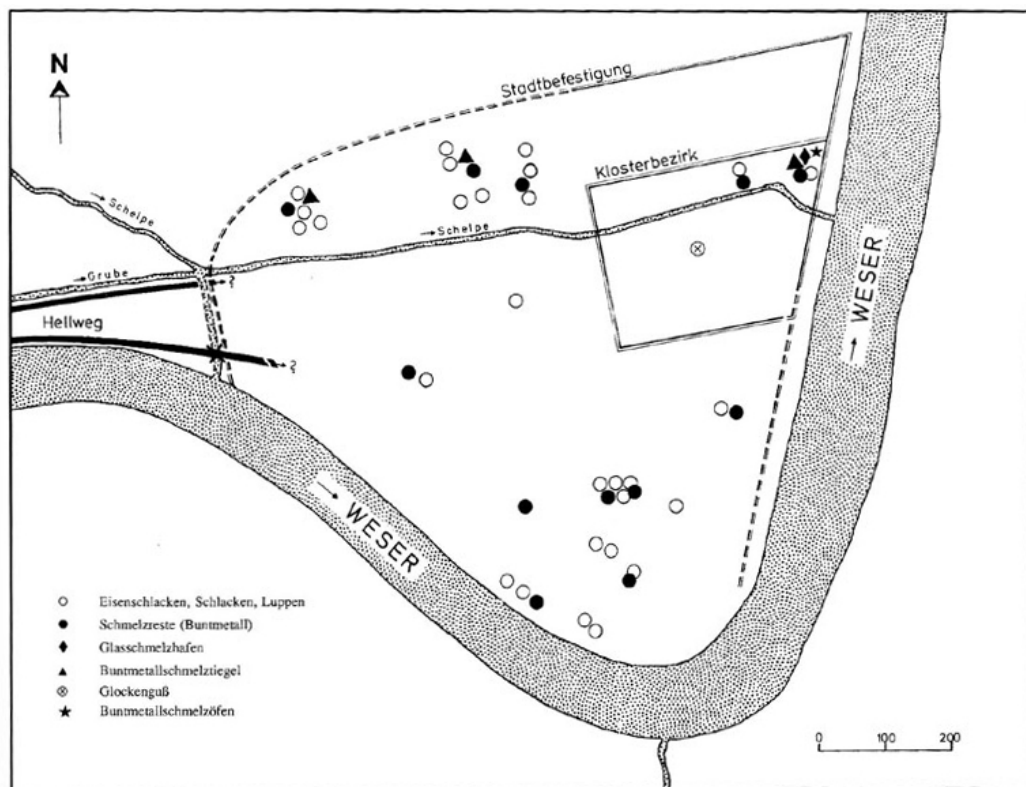 N
Stadtbefestigung
Klosterbezirk
→ Schelpe
→ Schelpe
→ Grube
→ ?
Hellweg
→ ?
→ WESER
→ WESER
○ Eisenschlacken, Schlacken, Luppen
● Schmelzreste (Buntmetall)
♦ Glasschmelzhafen
▲ Buntmetallschmelztiegel
⊗ Glockenguß
★ Buntmetallschmelzöfen
0 100 200